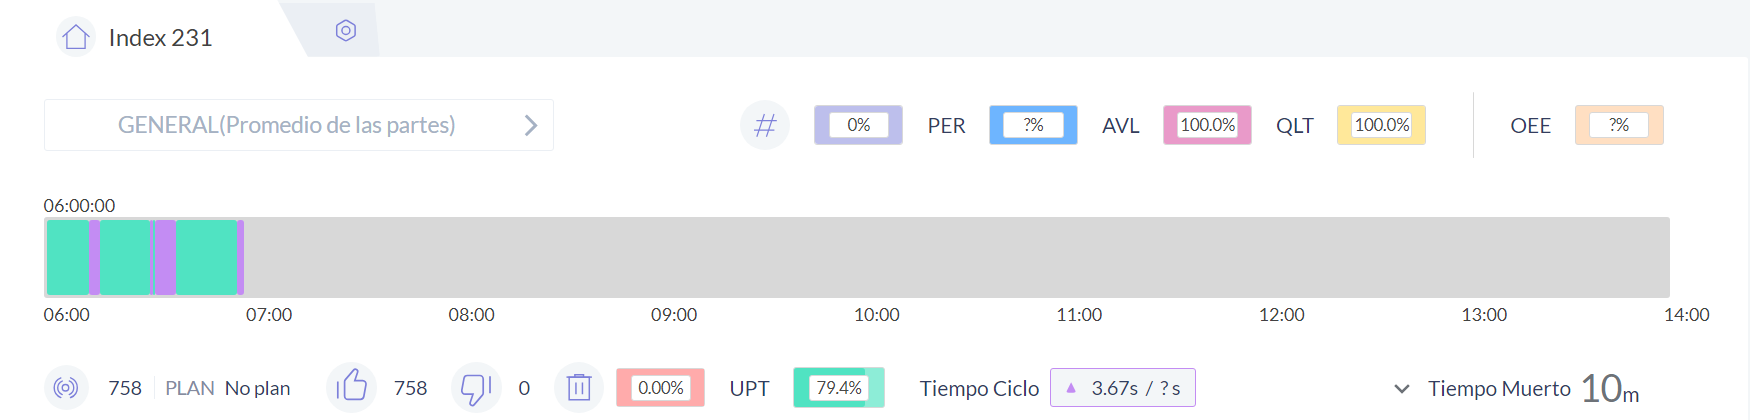 Index 231
GENERAL(Promedio de las partes)
# 0% PER ?% AVL 100.0% QLT 100.0% OEE ?%
06:00:00
06:00 07:00 08:00 09:00 10:00 11:00 12:00 13:00 14:00
758 PLAN No plan 758 0 0.00% UPT 79.4% Tiempo Ciclo 3.67s / ? s Tiempo Muerto 10m